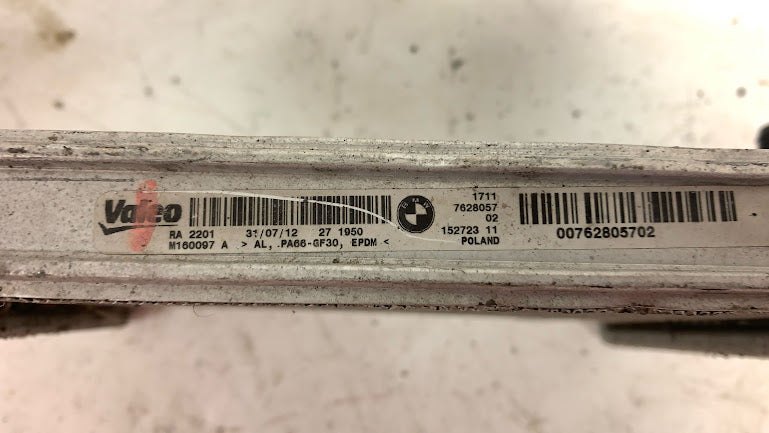 Valeo
RA 2201 31/07/12 27 1950
M160097 A > AL, .PA66-GF30, EPDM <
BMW
1711
7628057
02
152723 11
POLAND
00762805702